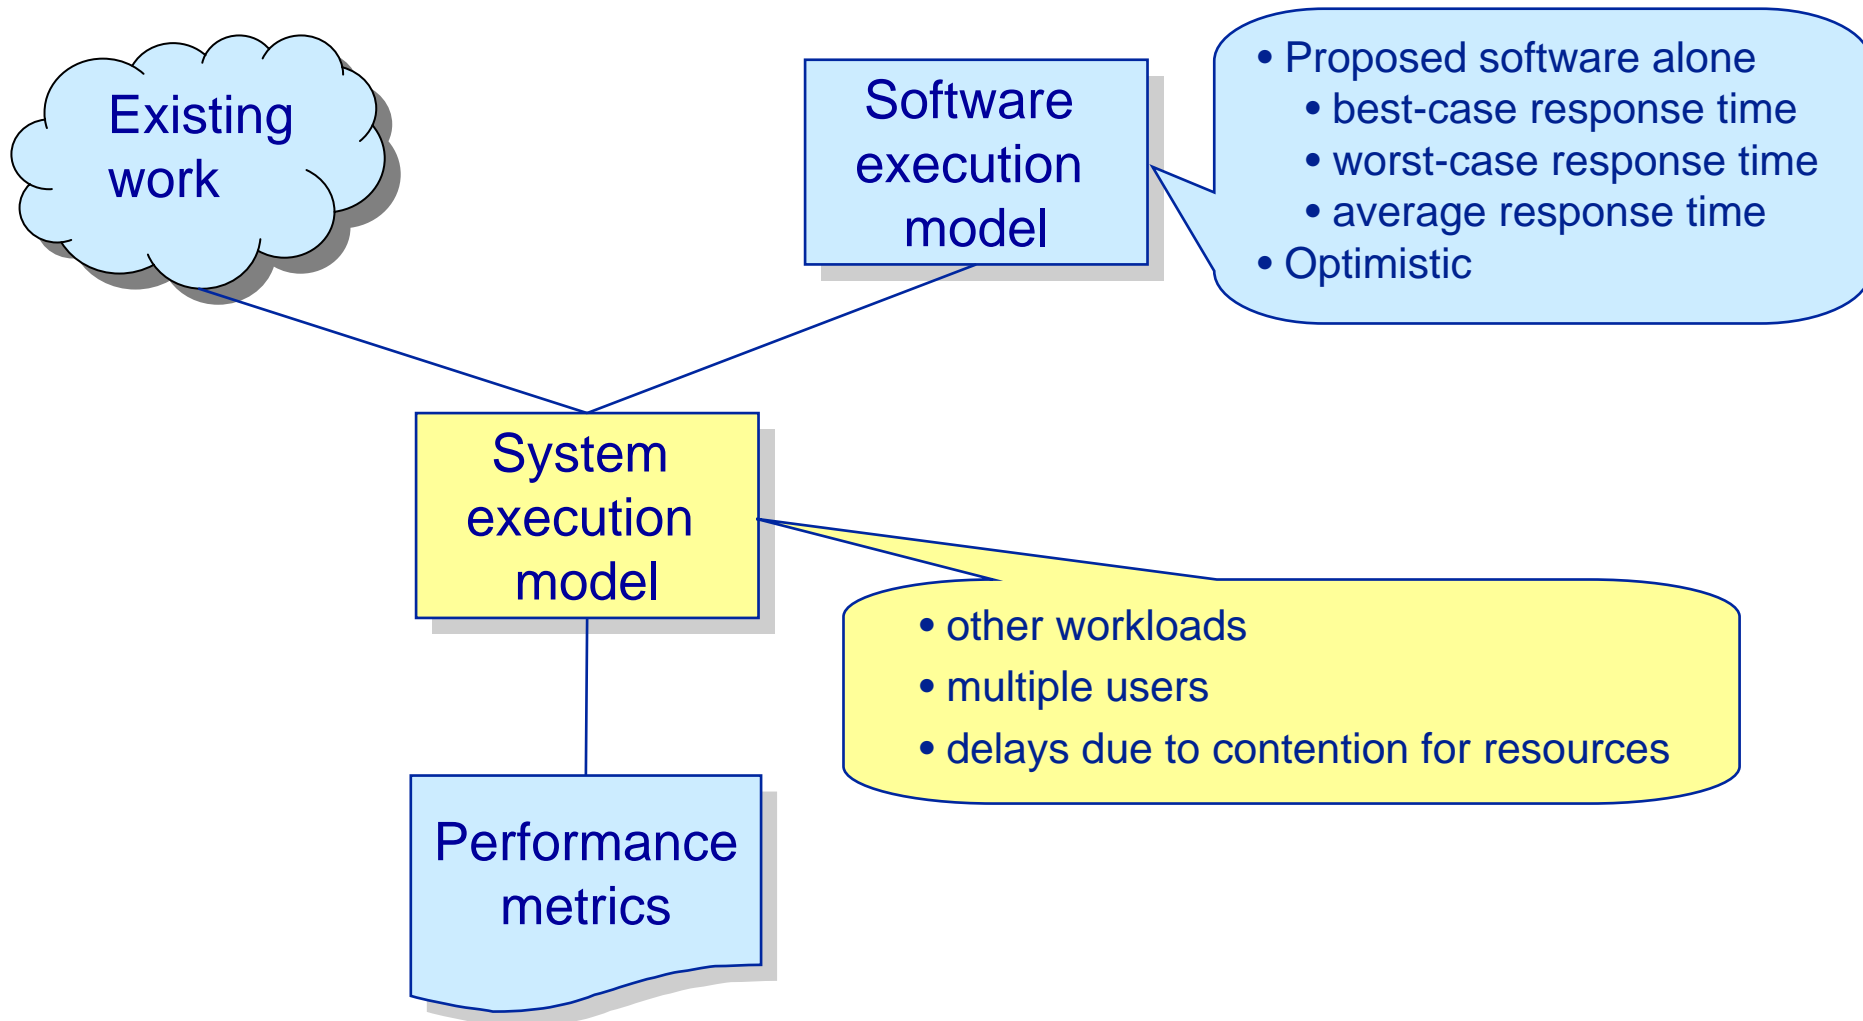 Existing
work
Software
execution
model
• Proposed software alone
• best-case response time
• worst-case response time
• average response time
• Optimistic
System
execution
model
• other workloads
• multiple users
• delays due to contention for resources
Performance
metrics